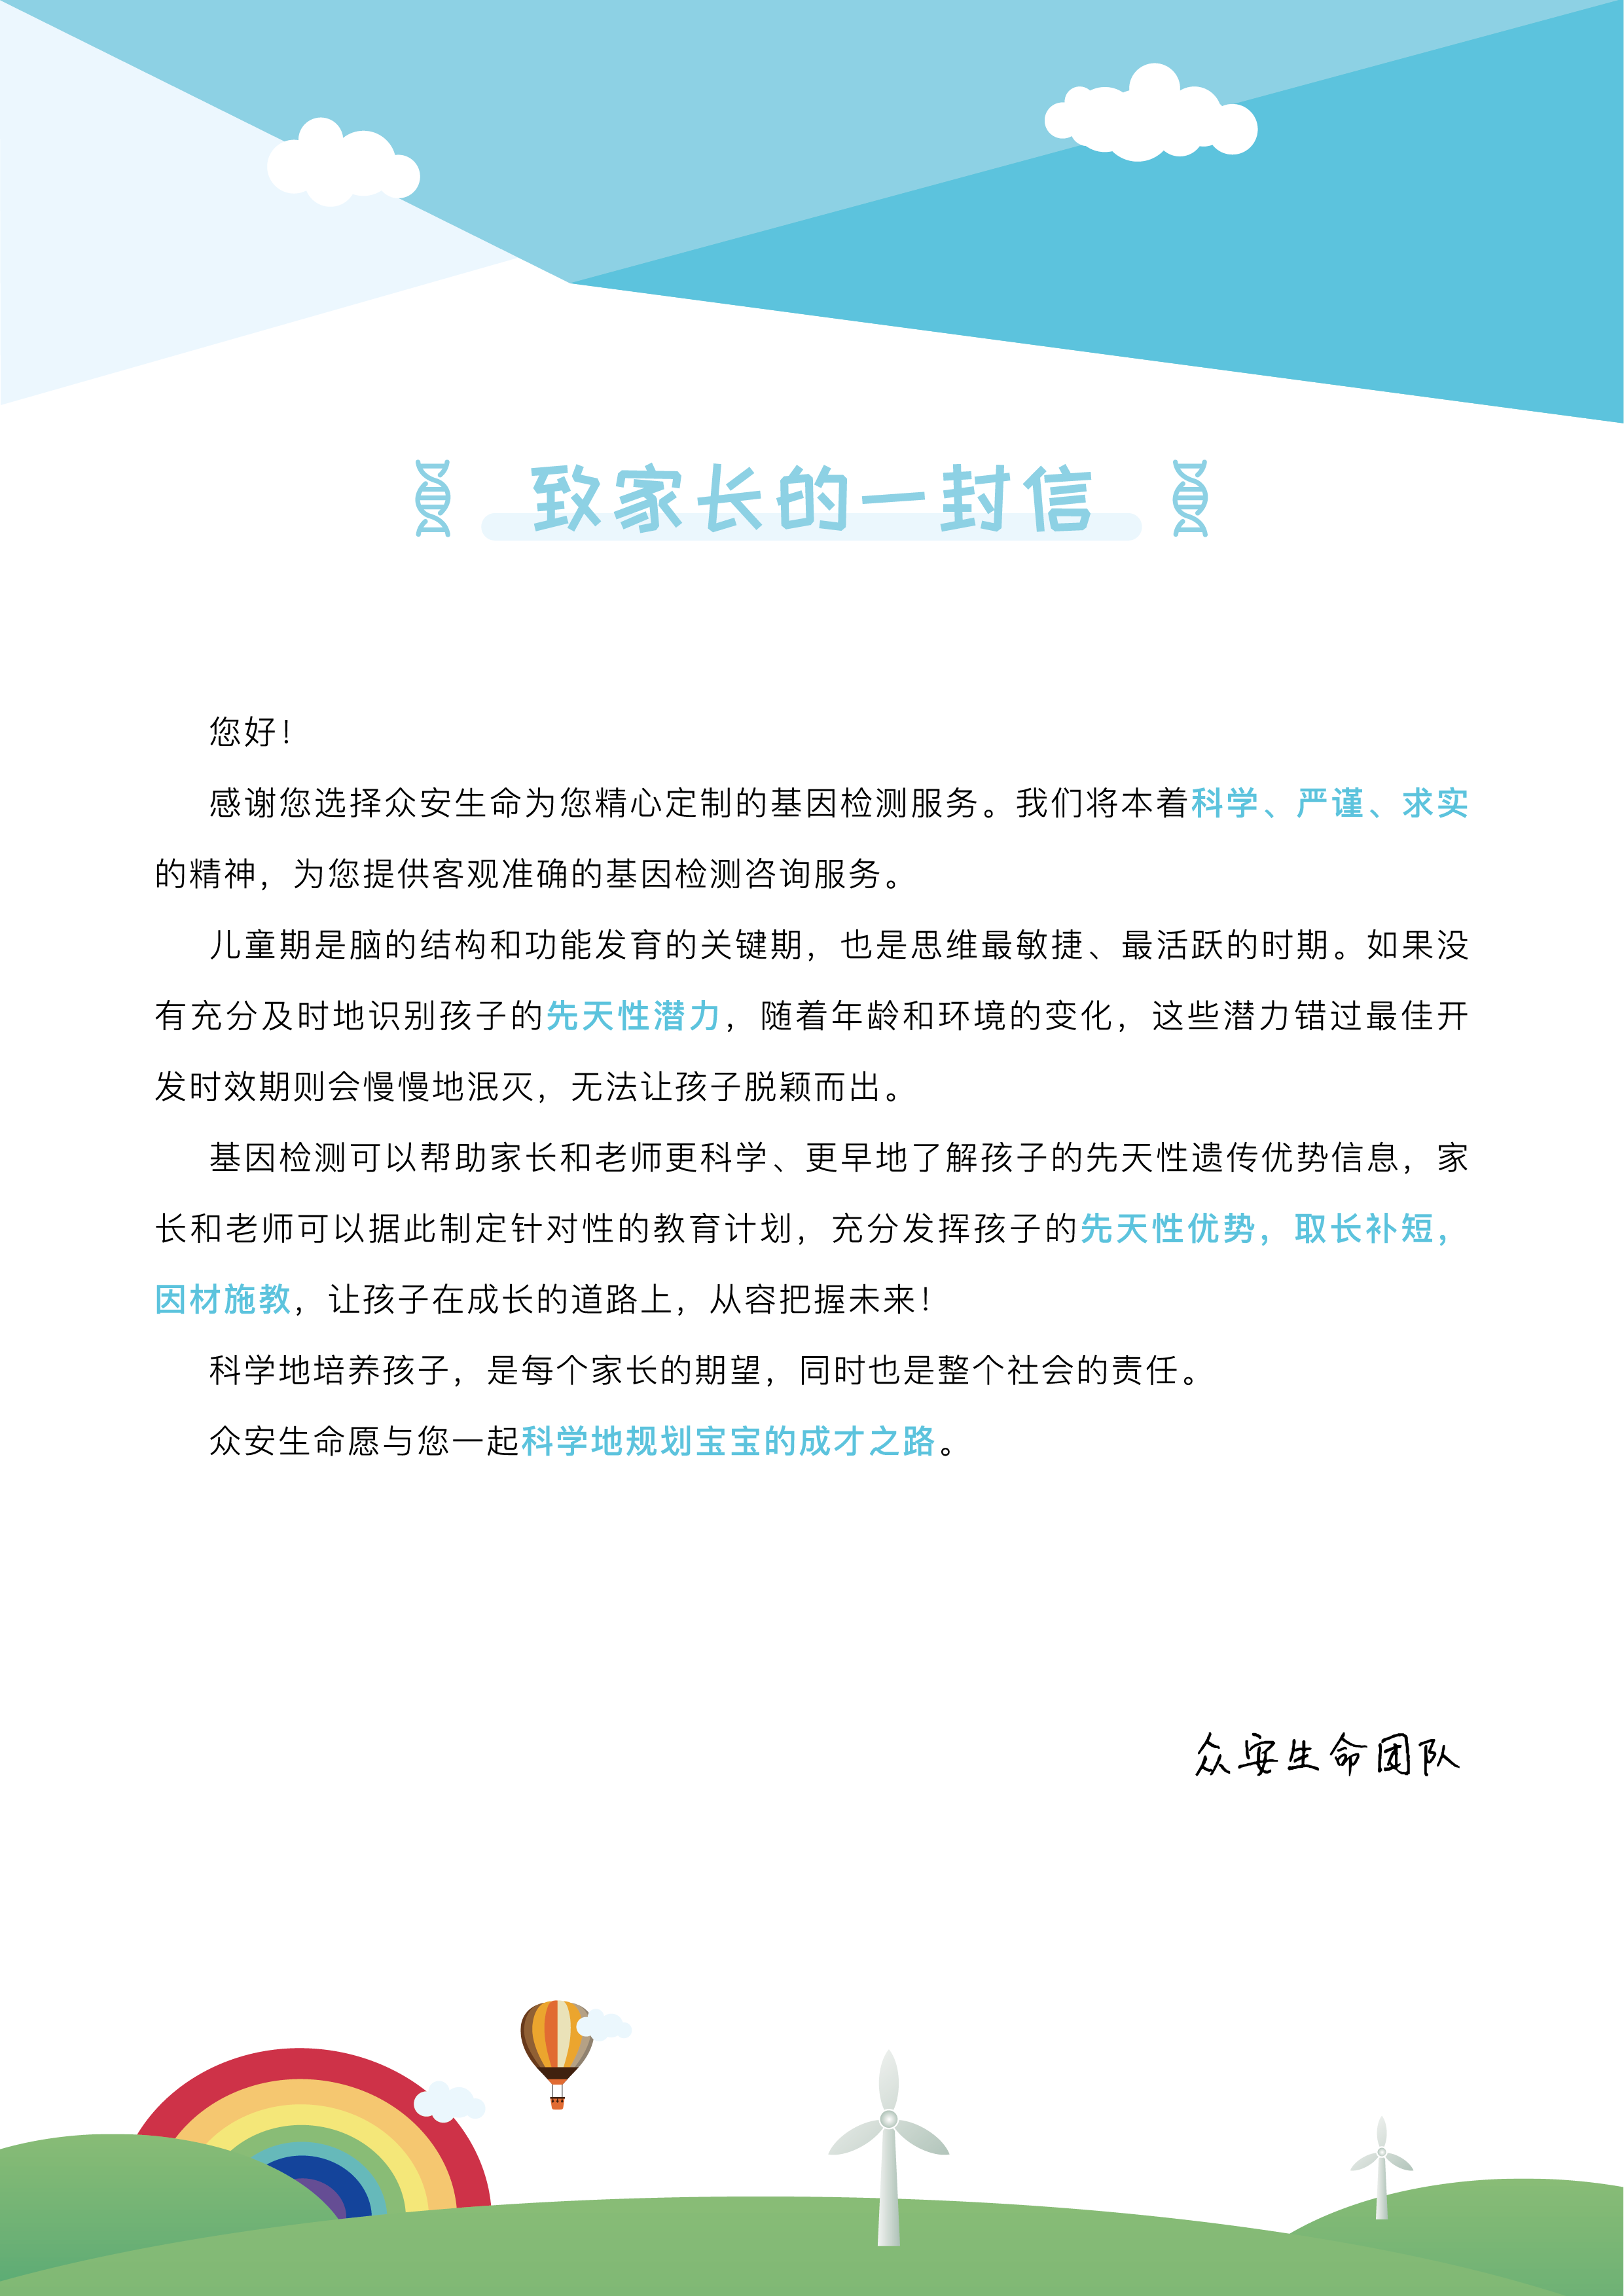 致家长的一封信
您好！
感谢您选择众安生命为您精心定制的基因检测服务。我们将本着科学、严谨、求实
的精神，为您提供客观准确的基因检测咨询服务。
儿童期是脑的结构和功能发育的关键期，也是思维最敏捷、最活跃的时期。如果没
有充分及时地识别孩子的先天性潜力，随着年龄和环境的变化，这些潜力错过最佳开
发时效期则会慢慢地泯灭，无法让孩子脱颖而出。
基因检测可以帮助家长和老师更科学、更早地了解孩子的先天性遗传优势信息，家
长和老师可以据此制定针对性的教育计划，充分发挥孩子的先天性优势，取长补短，
因材施教，让孩子在成长的道路上，从容把握未来！
科学地培养孩子，是每个家长的期望，同时也是整个社会的责任。
众安生命愿与您一起科学地规划宝宝的成才之路。
众安生命团队